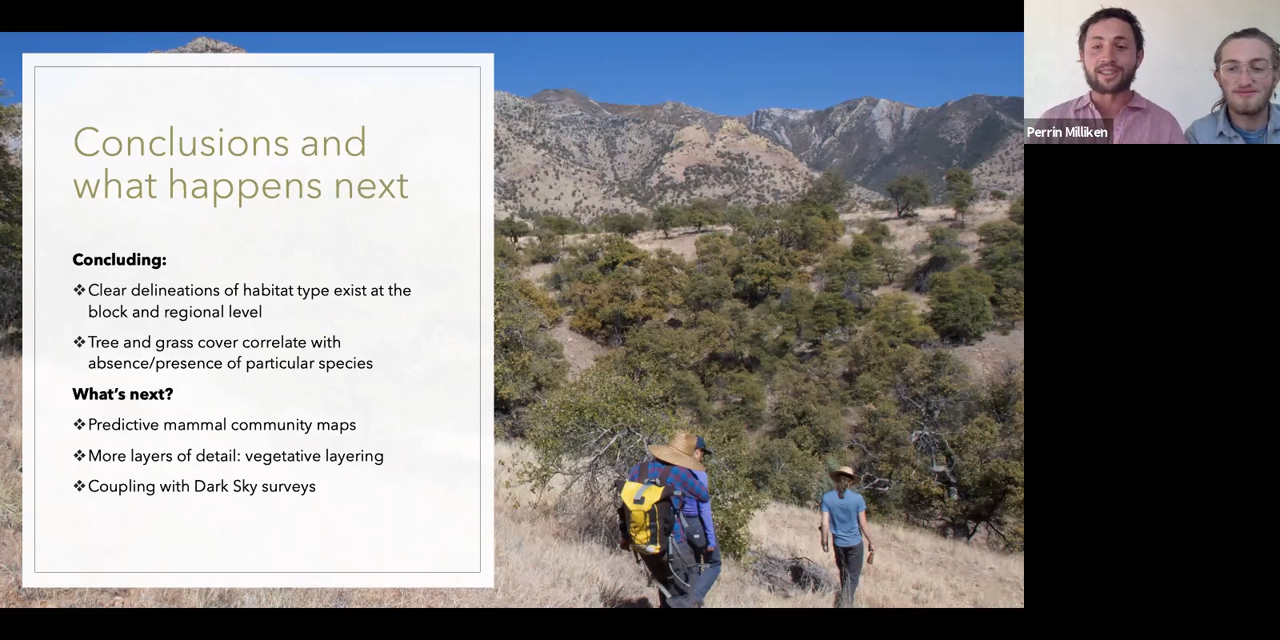 Conclusions and
what happens next
Concluding:
❖Clear delineations of habitat type exist at the
block and regional level
❖Tree and grass cover correlate with
absence/presence of particular species
What's next?
❖Predictive mammal community maps
❖More layers of detail: vegetative layering
❖Coupling with Dark Sky surveys
Perrin Milliken